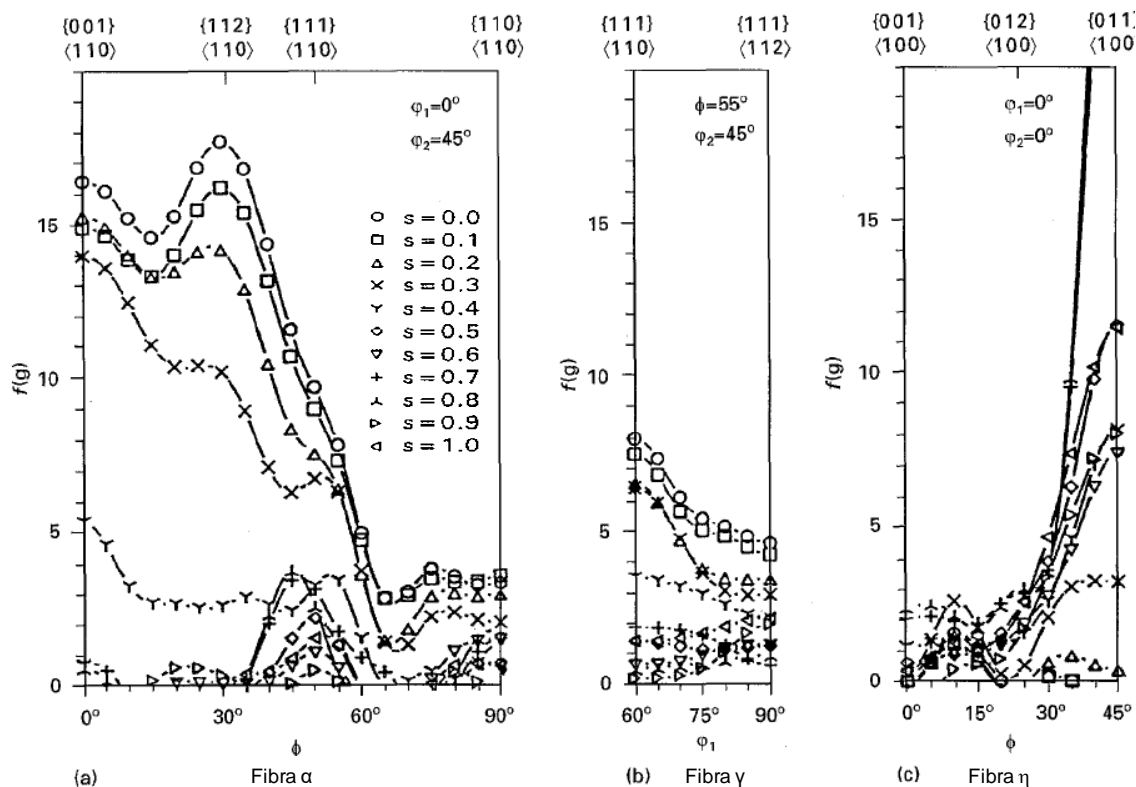 {001} {112} {111} {110}
⟨110⟩ ⟨110⟩ ⟨110⟩ ⟨110⟩
φ₁=0°
φ₂=45°
15
10
5
0
f(g)
s=0.0
s=0.1
s=0.2
s=0.3
s=0.4
s=0.5
s=0.6
s=0.7
s=0.8
s=0.9
s=1.0
0° 30° 60° 90°
ϕ
(a) Fibra α
{111} {111}
⟨110⟩ ⟨112⟩
ϕ=55°
φ₂=45°
15
10
5
0
f(g)
60° 75° 90°
φ₁
(b) Fibra γ
{001} {012} {011}
⟨100⟩ ⟨100⟩ ⟨100⟩
φ₁=0°
φ₂=0°
15
10
5
0
f(g)
0° 15° 30° 45°
ϕ
(c) Fibra η